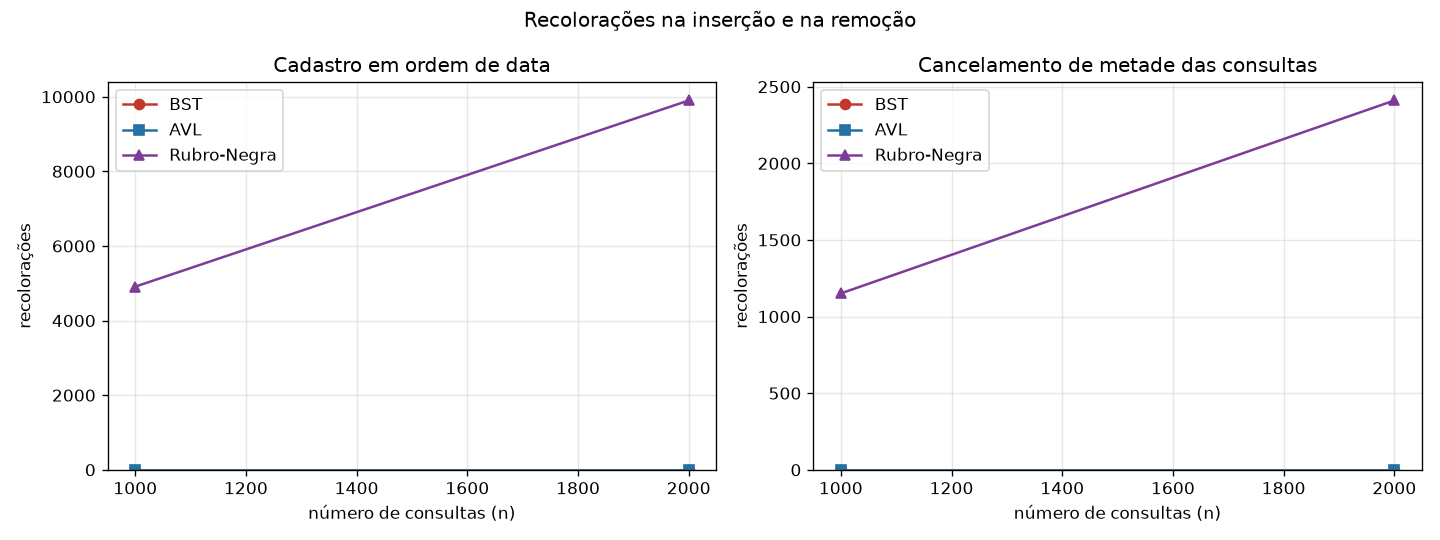 Recolorações na inserção e na remoção
Cadastro em ordem de data
BST
AVL
Rubro-Negra
10000
8000
6000
4000
2000
0
recolorações
1000
1200
1400
1600
1800
2000
número de consultas (n)
Cancelamento de metade das consultas
BST
AVL
Rubro-Negra
2500
2000
1500
1000
500
0
recolorações
1000
1200
1400
1600
1800
2000
número de consultas (n)